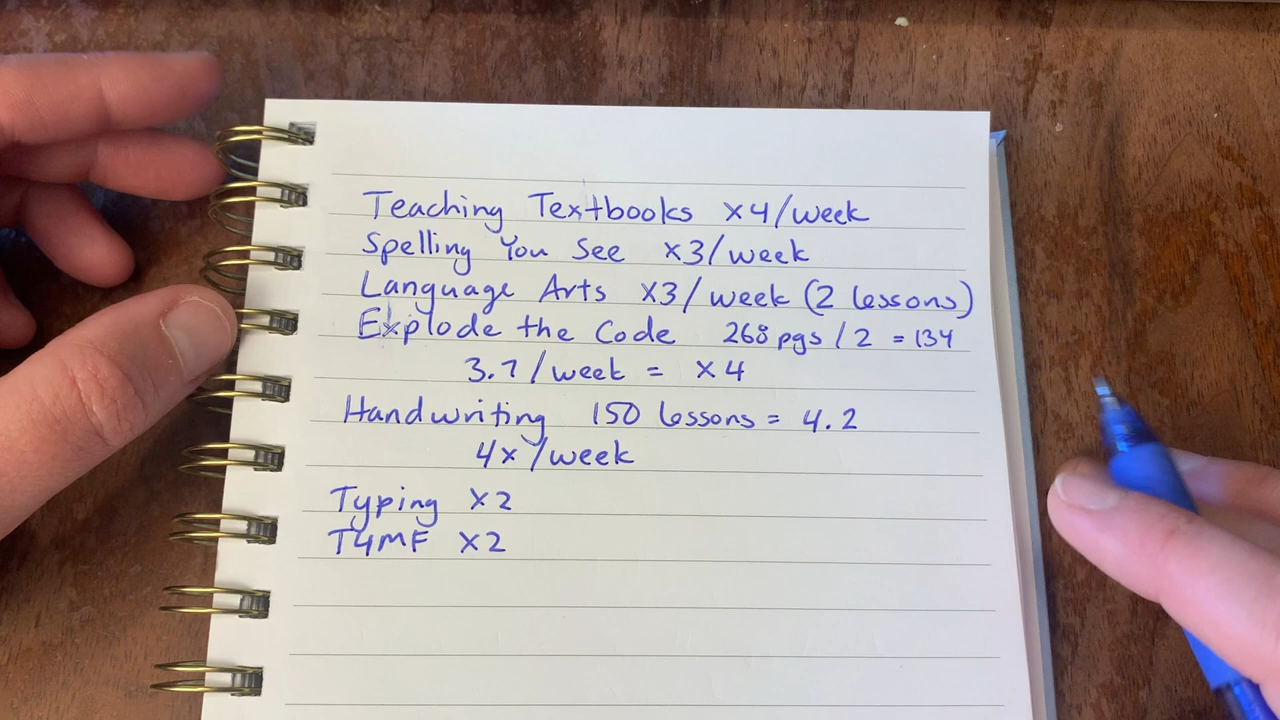 Teaching Textbooks x4/week
Spelling You See x3/week
Language Arts x3/week (2 lessons)
Explode the Code 268 pgs / 2 = 134
3.7/week = x4
Handwriting 150 lessons = 4.2
4x/week
Typing x2
T4MF x2